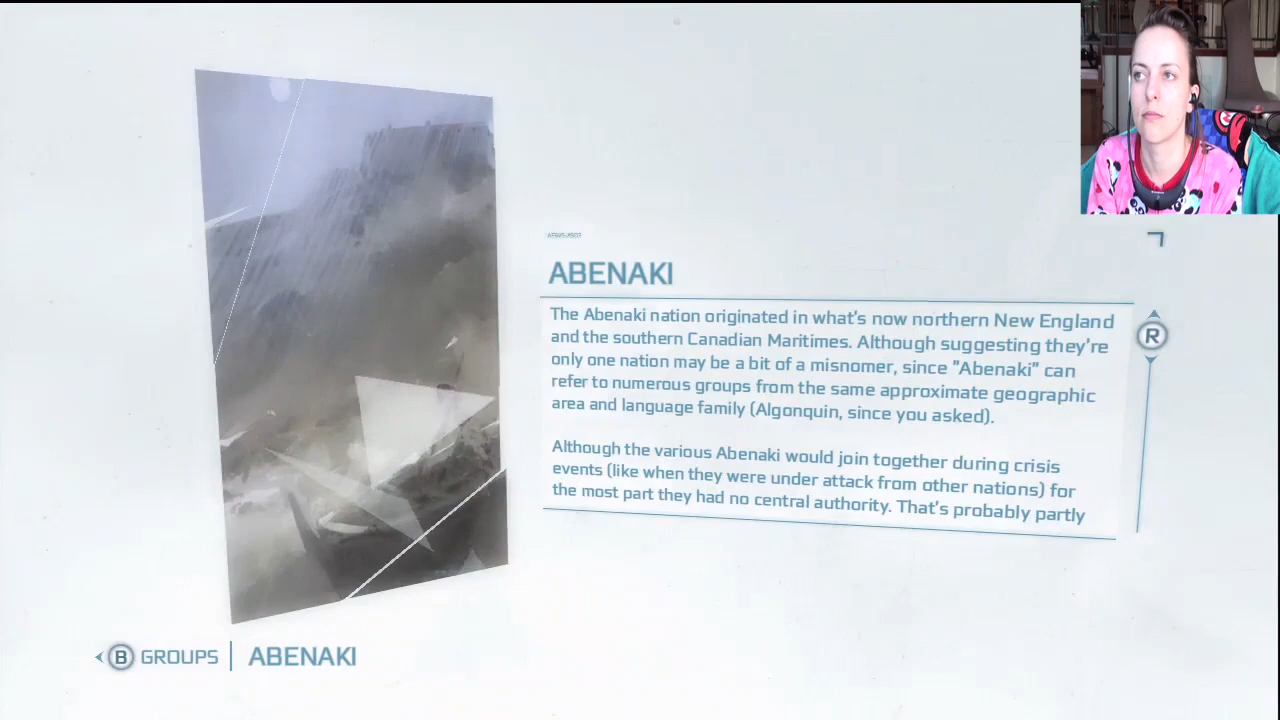 ABENAKI
The Abenaki nation originated in what's now northern New England
and the southern Canadian Maritimes. Although suggesting they're
only one nation may be a bit of a misnomer, since "Abenaki" can
refer to numerous groups from the same approximate geographic
area and language family (Algonquin, since you asked).
Although the various Abenaki would join together during crisis
events (like when they were under attack from other nations) for
the most part they had no central authority. That's probably partly
R
B GROUPS | ABENAKI